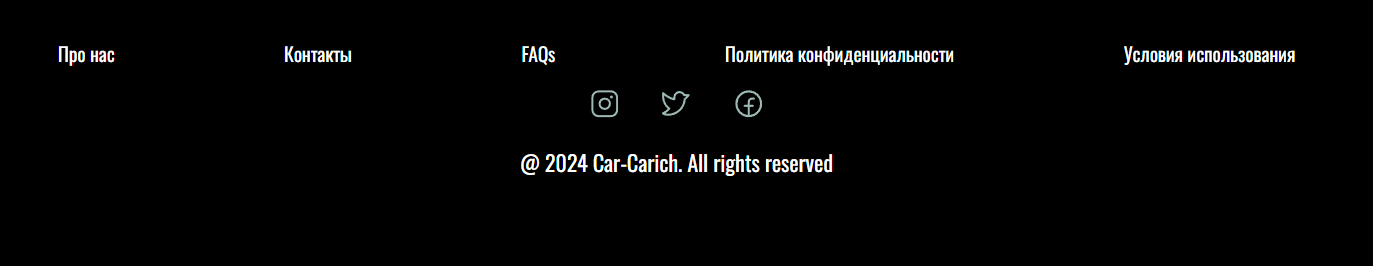 Про нас Контакты FAQs Политика конфиденциальности Условия использования
@ 2024 Car-Carich. All rights reserved